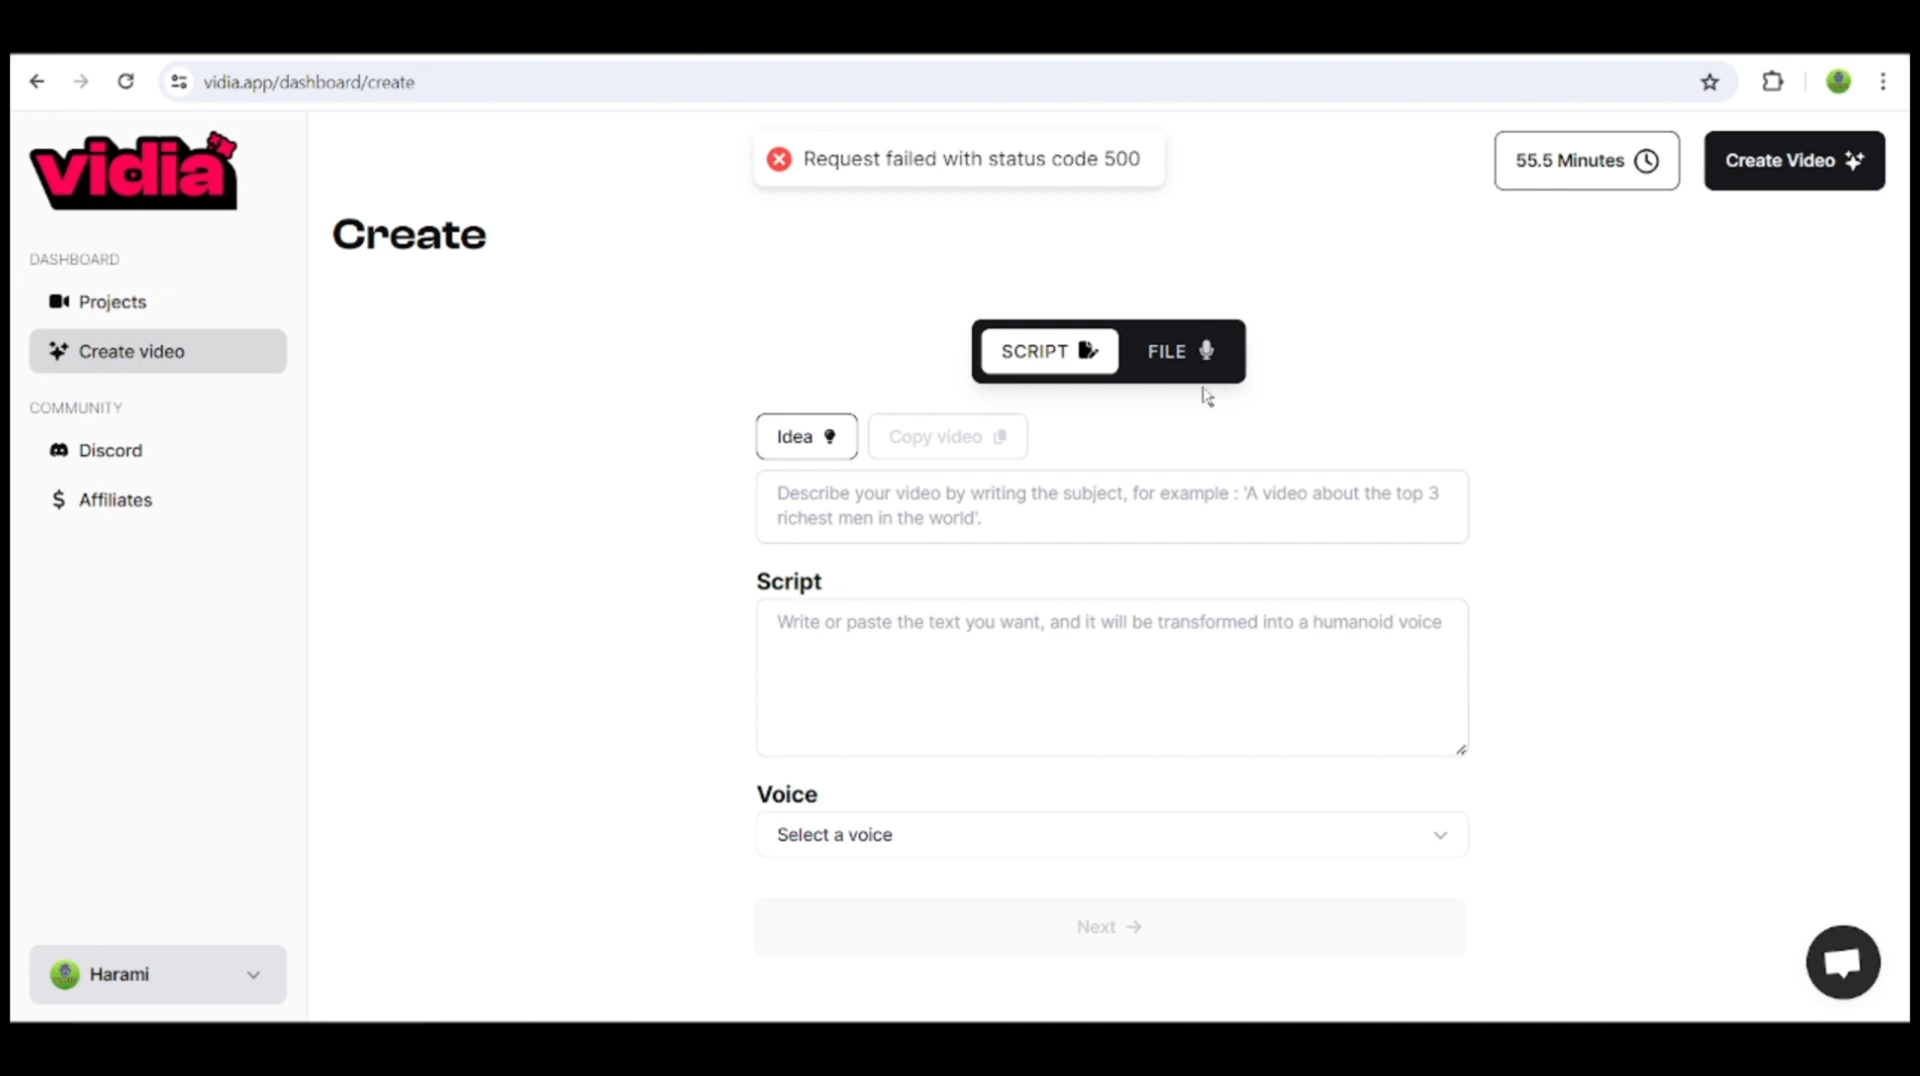 vidia.app/dashboard/create
vidia
Request failed with status code 500
55.5 Minutes
Create Video
Create
DASHBOARD
Projects
Create video
COMMUNITY
Discord
$ Affiliates
SCRIPT
FILE
Idea
Copy video
Describe your video by writing the subject, for example : 'A video about the top 3
richest men in the world'.
Script
Write or paste the text you want, and it will be transformed into a humanoid voice
Voice
Select a voice
Next →
Harami